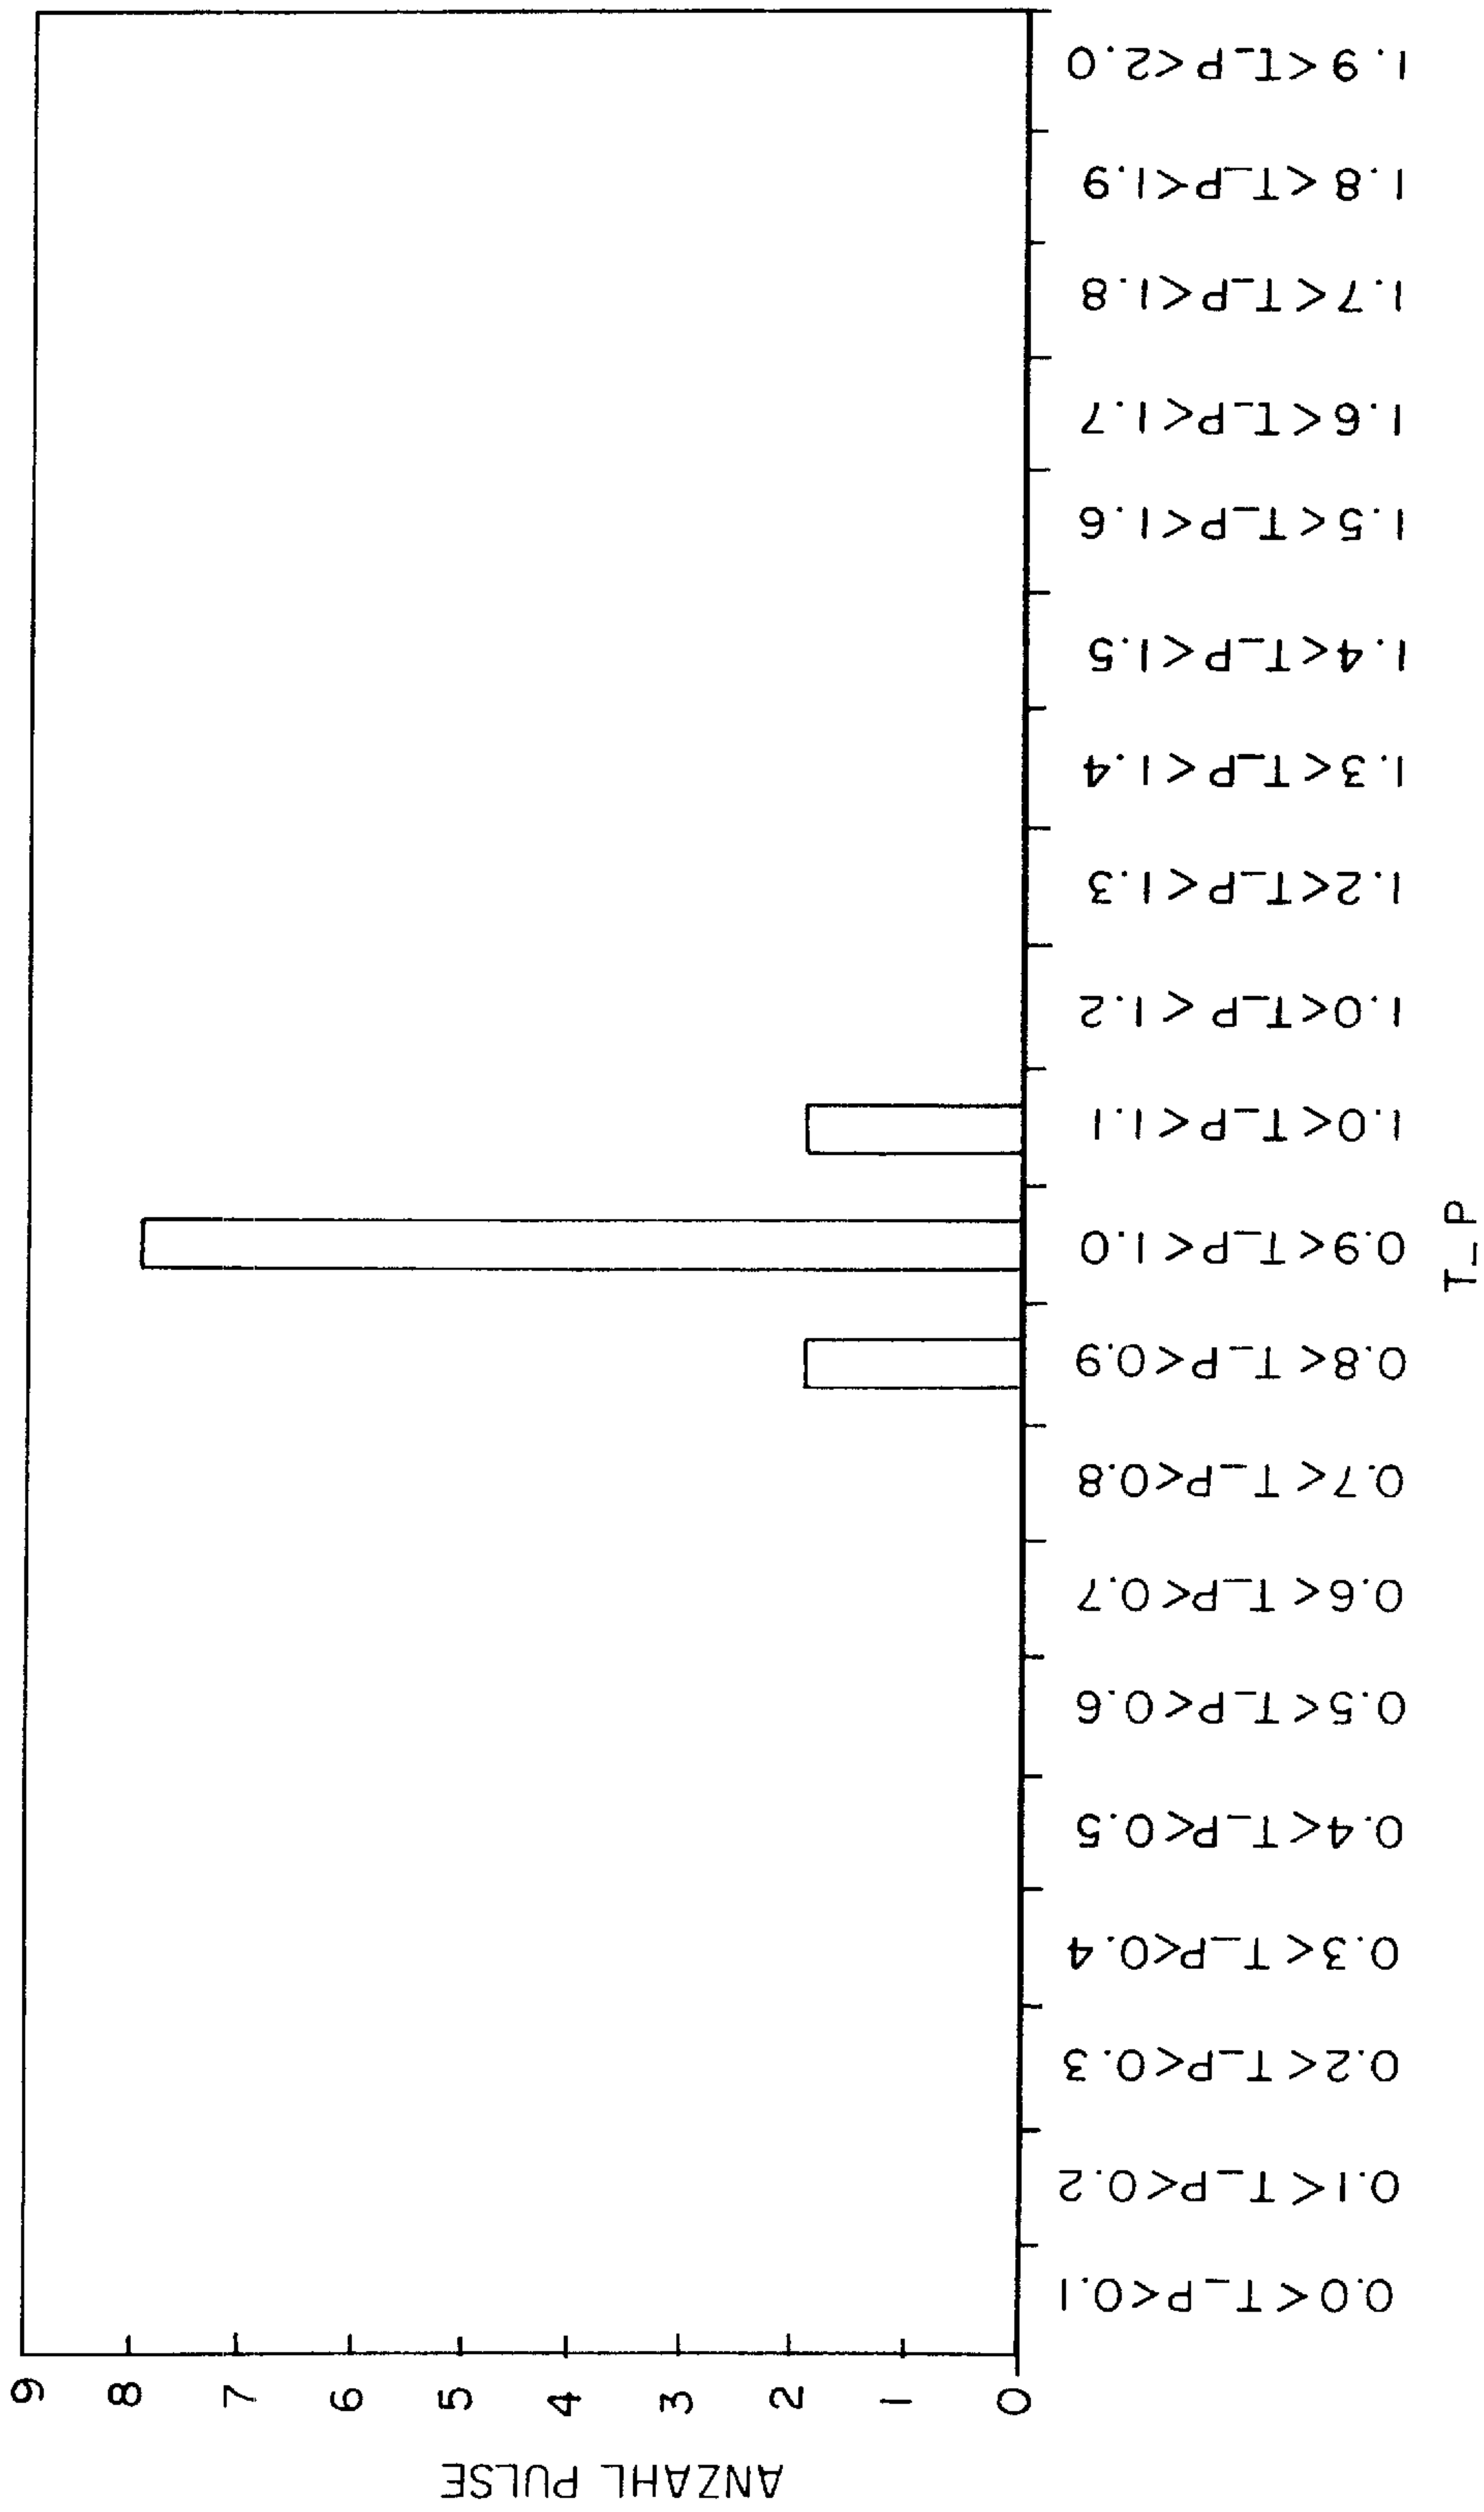 ANZAHL PULSE
9
8
7
6
5
4
3
2
1
0
0.0<T_P<0.1
0.1<T_P<0.2
0.2<T_P<0.3
0.3<T_P<0.4
0.4<T_P<0.5
0.5<T_P<0.6
0.6<T_P<0.7
0.7<T_P<0.8
0.8<T_P<0.9
0.9<T_P<1.0
1.0<T_P<1.1
1.0<T_P<1.2
1.2<T_P<1.3
1.3<T_P<1.4
1.4<T_P<1.5
1.5<T_P<1.6
1.6<T_P<1.7
1.7<T_P<1.8
1.8<T_P<1.9
1.9<T_P<2.0
T_P